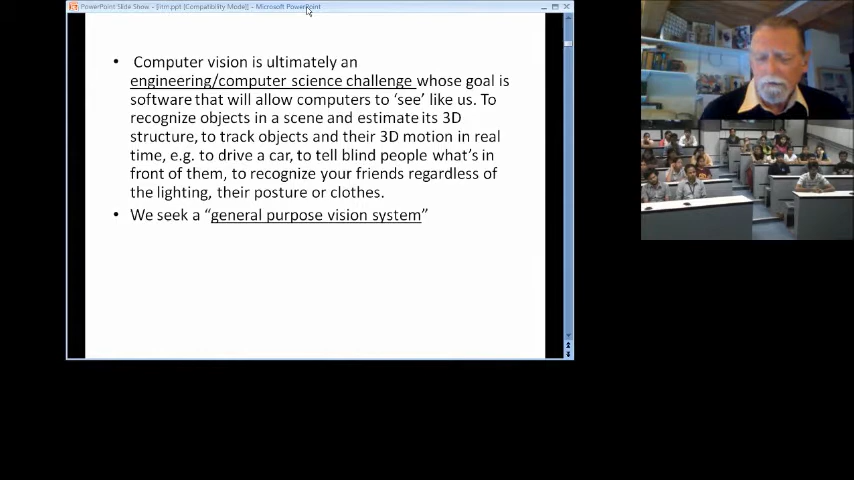 PowerPoint Slide Show - [iitm.ppt [Compatibility Mode]] - Microsoft PowerPoint
• Computer vision is ultimately an
engineering/computer science challenge whose goal is
software that will allow computers to ‘see’ like us. To
recognize objects in a scene and estimate its 3D
structure, to track objects and their 3D motion in real
time, e.g. to drive a car, to tell blind people what’s in
front of them, to recognize your friends regardless of
the lighting, their posture or clothes.
• We seek a “general purpose vision system”